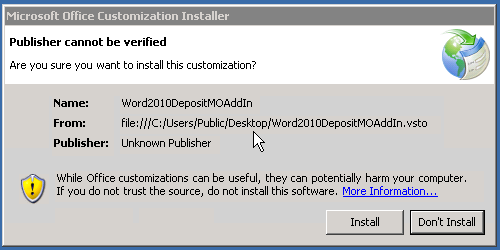 Microsoft Office Customization Installer
Publisher cannot be verified
Are you sure you want to install this customization?
Name: Word2010DepositMOAddIn
From: file:///C:/Users/Public/Desktop/Word2010DepositMOAddIn.vsto
Publisher: Unknown Publisher
While Office customizations can be useful, they can potentially harm your computer.
If you do not trust the source, do not install this software. More Information...
Install Don't Install